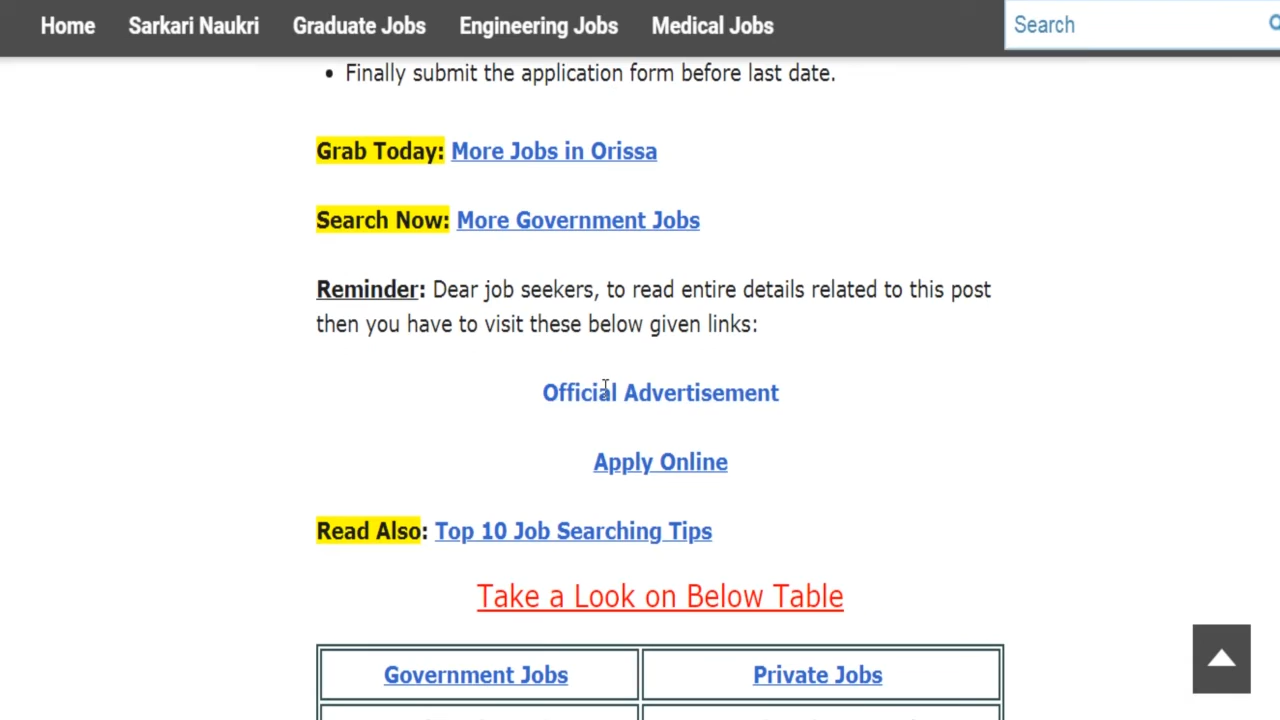 Home Sarkari Naukri Graduate Jobs Engineering Jobs Medical Jobs Search
• Finally submit the application form before last date.
Grab Today: More Jobs in Orissa
Search Now: More Government Jobs
Reminder: Dear job seekers, to read entire details related to this post
then you have to visit these below given links:
Official Advertisement
Apply Online
Read Also: Top 10 Job Searching Tips
Take a Look on Below Table
Government Jobs Private Jobs